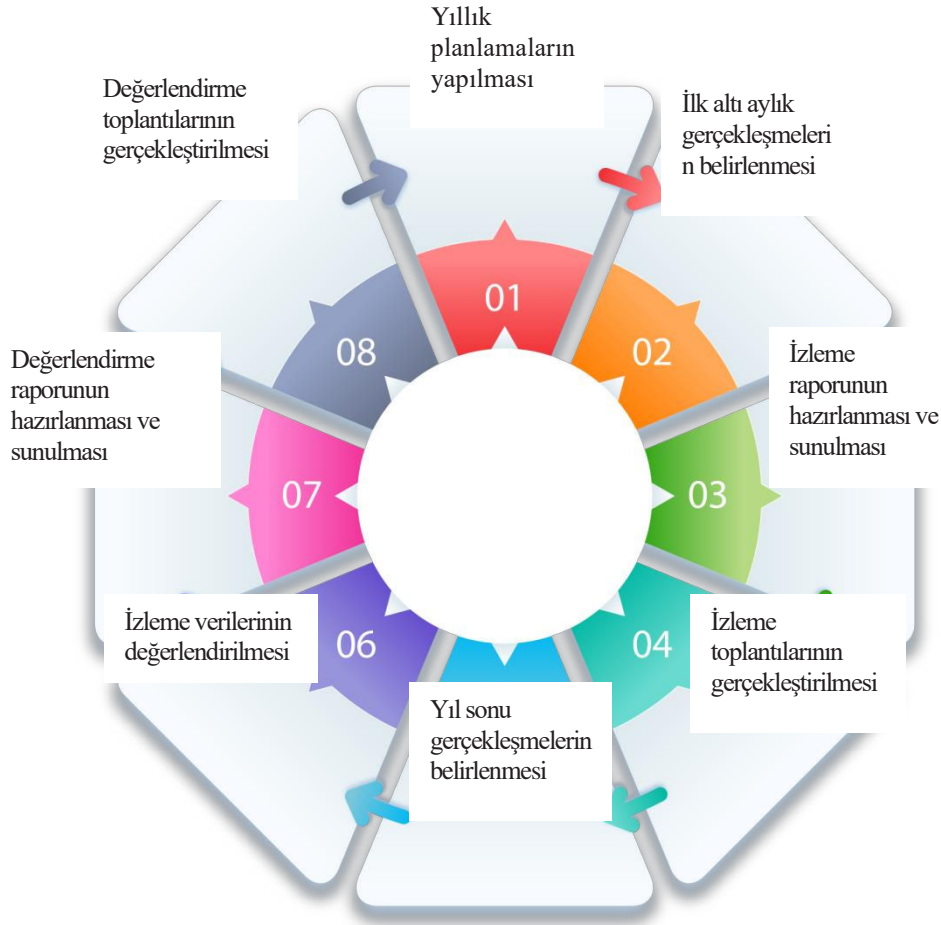 Yıllık
planlamaların
yapılması
01
İlk altı aylık
gerçekleşmeleri
n belirlenmesi
02
İzleme
raporunun
hazırlanması ve
sunulması
03
İzleme
toplantılarının
gerçekleştirilmesi
04
Yıl sonu
gerçekleşmelerin
belirlenmesi
İzleme verilerinin
değerlendirilmesi
06
Değerlendirme
raporunun
hazırlanması ve
sunulması
07
Değerlendirme
toplantılarının
gerçekleştirilmesi
08